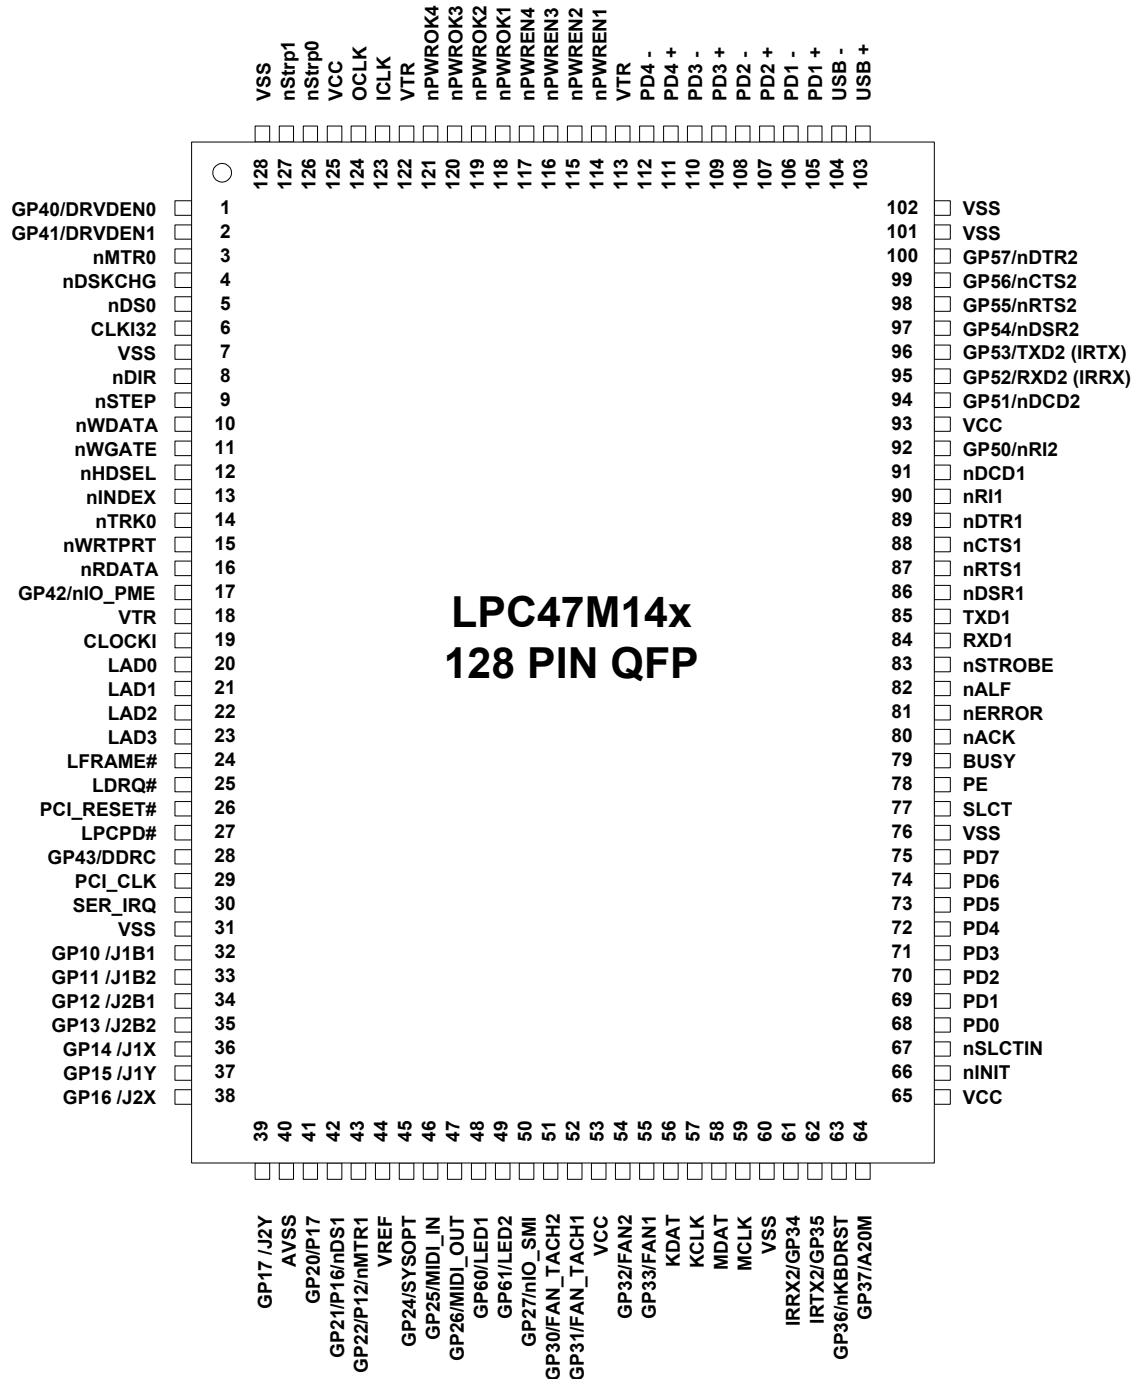 VSS
nStrp1
nStrp0
VCC
OCLK
ICLK
VTR
nPWROK4
nPWROK3
nPWROK2
nPWROK1
nPWREN4
nPWREN3
nPWREN2
nPWREN1
VTR
PD4 -
PD4 +
PD3 -
PD3 +
PD2 -
PD2 +
PD1 -
PD1 +
USB -
USB +
128
127
126
125
124
123
122
121
120
119
118
117
116
115
114
113
112
111
110
109
108
107
106
105
104
103
GP40/DRVDEN0 1
GP41/DRVDEN1 2
nMTR0 3
nDSKCHG 4
nDS0 5
CLKI32 6
VSS 7
nDIR 8
nSTEP 9
nWDATA 10
nWGATE 11
nHDSEL 12
nINDEX 13
nTRK0 14
nWRTPRT 15
nRDATA 16
GP42/nIO_PME 17
VTR 18
CLOCKI 19
LAD0 20
LAD1 21
LAD2 22
LAD3 23
LFRAME# 24
LDRQ# 25
PCI_RESET# 26
LPCPD# 27
GP43/DDRC 28
PCI_CLK 29
SER_IRQ 30
VSS 31
GP10 /J1B1 32
GP11 /J1B2 33
GP12 /J2B1 34
GP13 /J2B2 35
GP14 /J1X 36
GP15 /J1Y 37
GP16 /J2X 38
LPC47M14x
128 PIN QFP
102 VSS
101 VSS
100 GP57/nDTR2
99 GP56/nCTS2
98 GP55/nRTS2
97 GP54/nDSR2
96 GP53/TXD2 (IRTX)
95 GP52/RXD2 (IRRX)
94 GP51/nDCD2
93 VCC
92 GP50/nRI2
91 nDCD1
90 nRI1
89 nDTR1
88 nCTS1
87 nRTS1
86 nDSR1
85 TXD1
84 RXD1
83 nSTROBE
82 nALF
81 nERROR
80 nACK
79 BUSY
78 PE
77 SLCT
76 VSS
75 PD7
74 PD6
73 PD5
72 PD4
71 PD3
70 PD2
69 PD1
68 PD0
67 nSLCTIN
66 nINIT
65 VCC
39
40
41
42
43
44
45
46
47
48
49
50
51
52
53
54
55
56
57
58
59
60
61
62
63
64
GP17 /J2Y
AVSS
GP20/P17
GP21/P16/nDS1
GP22/P12/nMTR1
VREF
GP24/SYSOPT
GP25/MIDI_IN
GP26/MIDI_OUT
GP60/LED1
GP61/LED2
GP27/nIO_SMI
GP30/FAN_TACH2
GP31/FAN_TACH1
VCC
GP32/FAN2
GP33/FAN1
KDAT
KCLK
MDAT
MCLK
VSS
IRRX2/GP34
IRTX2/GP35
GP36/nKBDRST
GP37/A20M